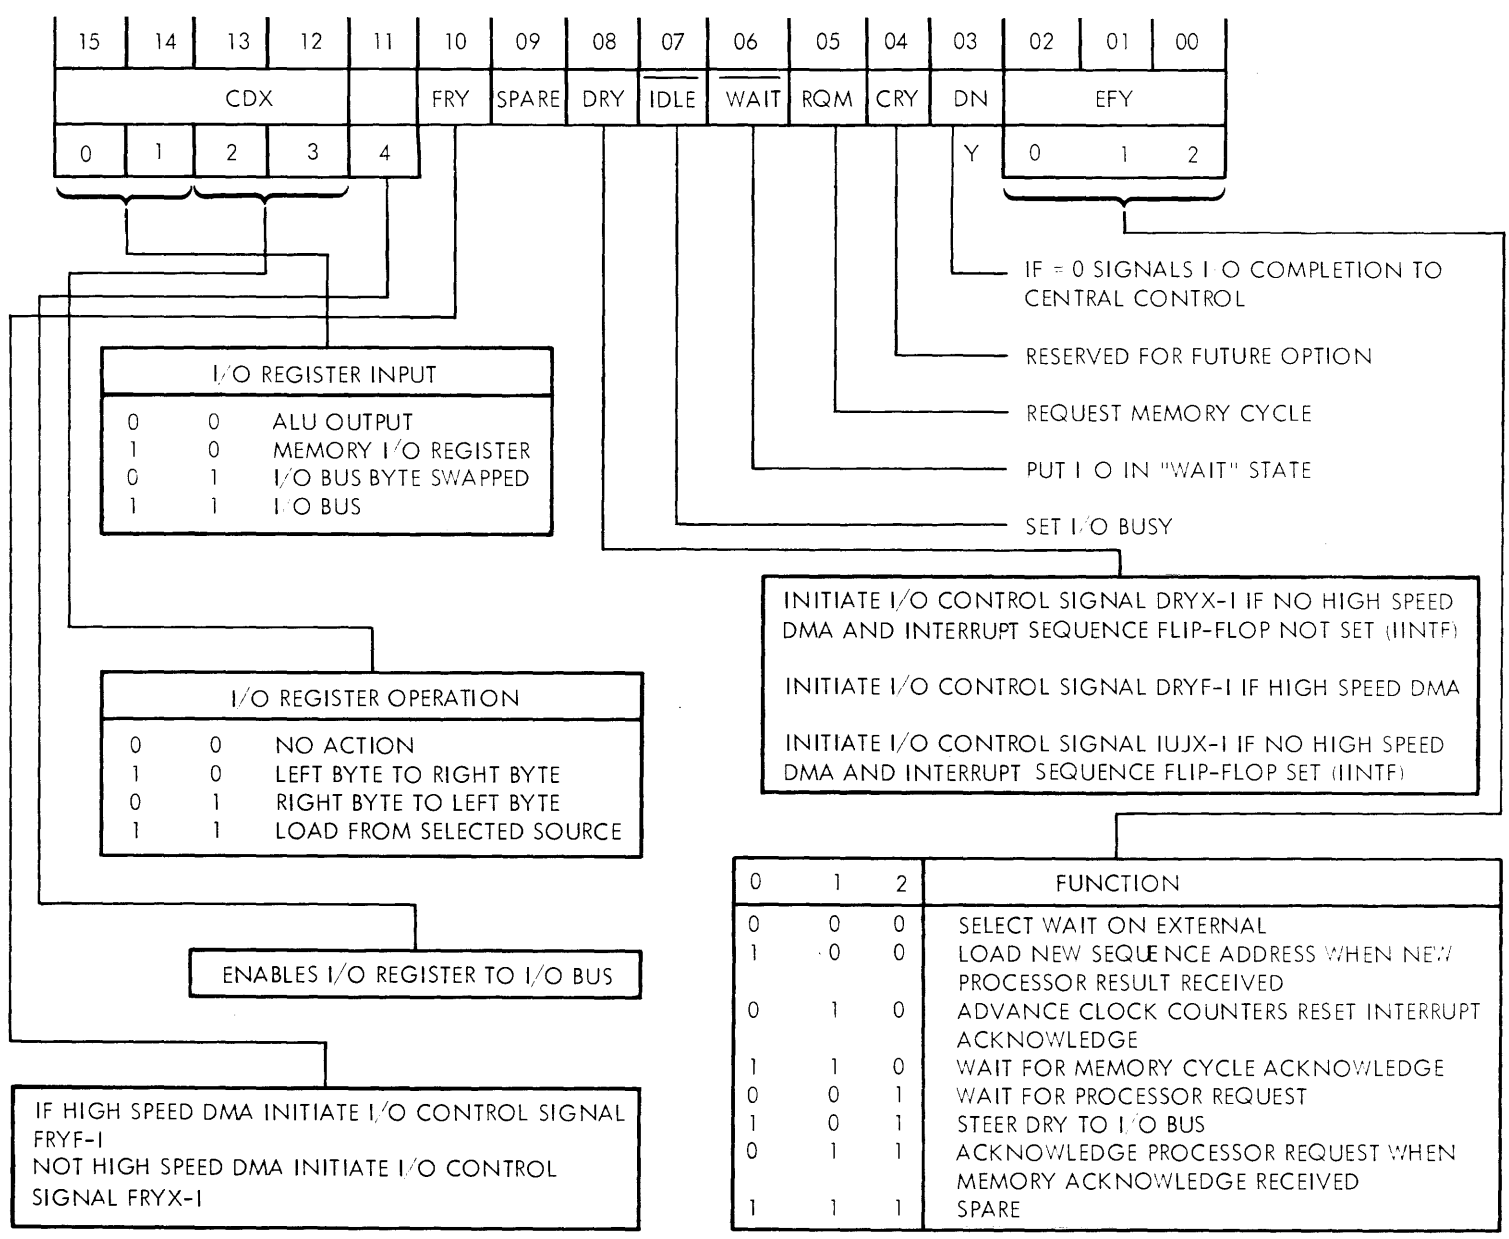 15 14 13 12 11 10 09 08 07 06 05 04 03 02 01 00
CDX FRY SPARE DRY IDLE WAIT RQM CRY DN EFY
0 1 2 3 4 Y 0 1 2
IF = 0 SIGNALS I O COMPLETION TO
CENTRAL CONTROL
RESERVED FOR FUTURE OPTION
REQUEST MEMORY CYCLE
PUT I O IN "WAIT" STATE
SET I/O BUSY
I/O REGISTER INPUT
0 0 ALU OUTPUT
1 0 MEMORY I/O REGISTER
0 1 I/O BUS BYTE SWAPPED
1 1 I/O BUS
INITIATE I/O CONTROL SIGNAL DRYX-I IF NO HIGH SPEED
DMA AND INTERRUPT SEQUENCE FLIP-FLOP NOT SET (IINTF)
INITIATE I/O CONTROL SIGNAL DRYF-I IF HIGH SPEED DMA
INITIATE I/O CONTROL SIGNAL IUJX-I IF NO HIGH SPEED
DMA AND INTERRUPT SEQUENCE FLIP-FLOP SET (IINTF)
I/O REGISTER OPERATION
0 0 NO ACTION
1 0 LEFT BYTE TO RIGHT BYTE
0 1 RIGHT BYTE TO LEFT BYTE
1 1 LOAD FROM SELECTED SOURCE
ENABLES I/O REGISTER TO I/O BUS
IF HIGH SPEED DMA INITIATE I/O CONTROL SIGNAL
FRYF-I
NOT HIGH SPEED DMA INITIATE I/O CONTROL
SIGNAL FRYX-I
0 1 2 FUNCTION
0 0 0 SELECT WAIT ON EXTERNAL
1 0 0 LOAD NEW SEQUENCE ADDRESS WHEN NEW
PROCESSOR RESULT RECEIVED
0 1 0 ADVANCE CLOCK COUNTERS RESET INTERRUPT
ACKNOWLEDGE
1 1 0 WAIT FOR MEMORY CYCLE ACKNOWLEDGE
0 0 1 WAIT FOR PROCESSOR REQUEST
1 0 1 STEER DRY TO I/O BUS
0 1 1 ACKNOWLEDGE PROCESSOR REQUEST WHEN
MEMORY ACKNOWLEDGE RECEIVED
1 1 1 SPARE